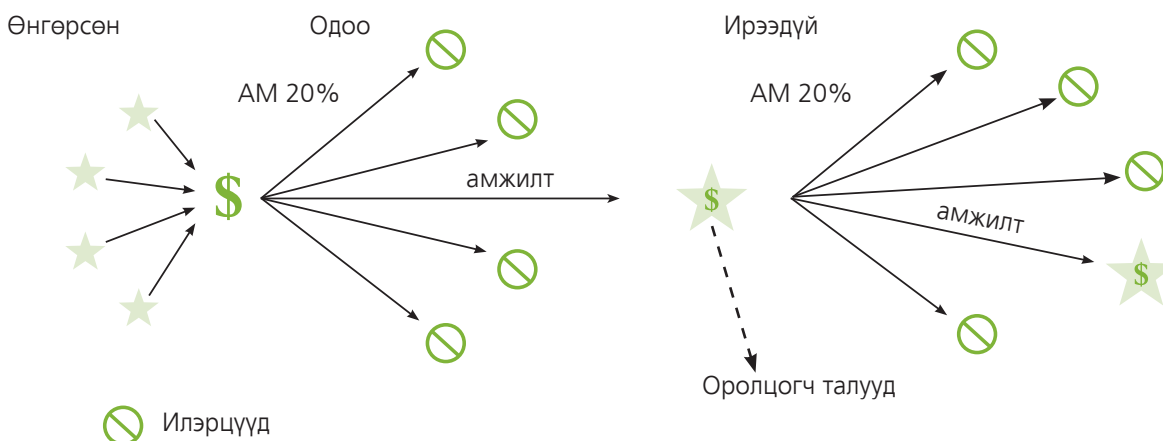 Өнгөрсөн
Одоо
Ирээдүй
АМ 20%
АМ 20%
$
амжилт
$
амжилт
$
Оролцогч талууд
Илэрцүүд